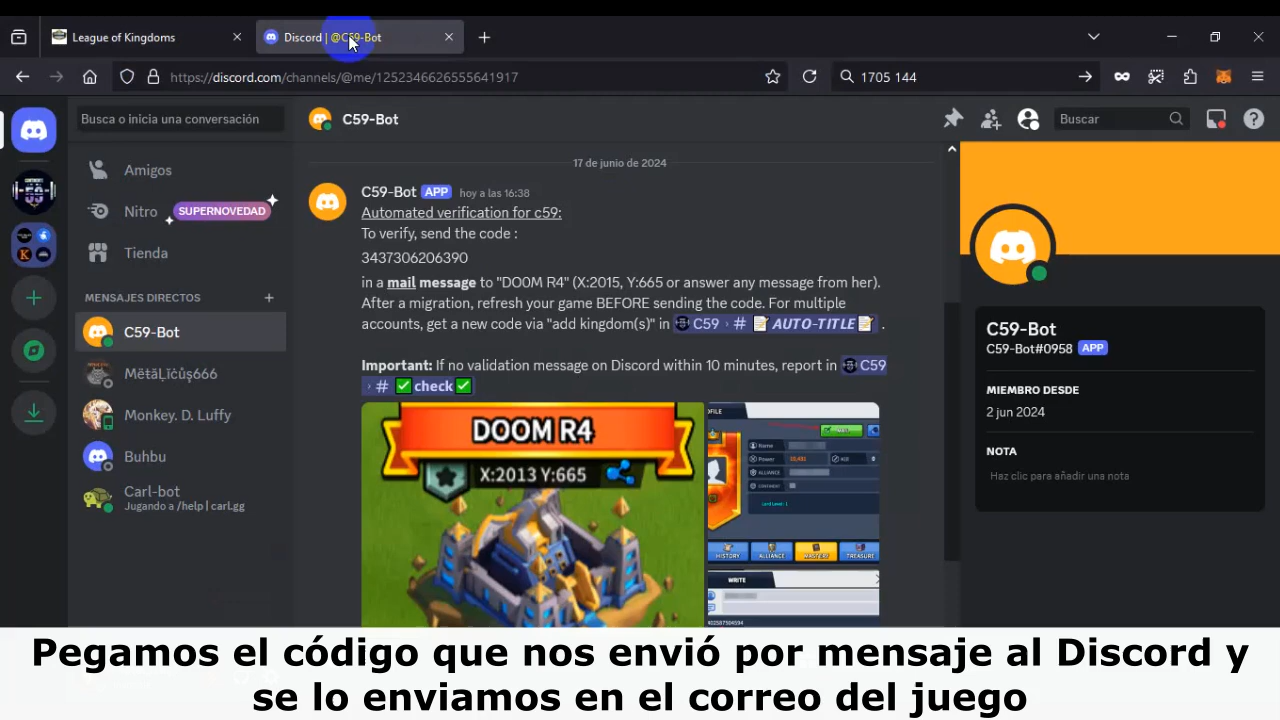 League of Kingdoms
Discord | @C59-Bot
https://discord.com/channels/@me/1252346626555641917
1705 144
Busca o inicia una conversación
C59-Bot
Buscar
Amigos
Nitro
SUPERNOVEDAD
Tienda
MENSAJES DIRECTOS
C59-Bot
MëtäĻïċůş666
Monkey. D. Luffy
Buhbu
Carl-bot
Jugando a /help | carl.gg
17 de junio de 2024
C59-Bot APP hoy a las 16:38
Automated verification for c59:
To verify, send the code :
3437306206390
in a mail message to "DOOM R4" (X:2015, Y:665 or answer any message from her).
After a migration, refresh your game BEFORE sending the code. For multiple
accounts, get a new code via "add kingdom(s)" in C59 › # 📝 AUTO-TITLE 📝 .
Important: If no validation message on Discord within 10 minutes, report in C59
› # ✅ check ✅
DOOM R4
X:2013 Y:665
Name
Power
ALLIANCE
Lord Level: 1
HISTORY
ALLIANCE
TREASURE
WRITE
C59-Bot
C59-Bot#0958 APP
MIEMBRO DESDE
2 jun 2024
NOTA
Haz clic para añadir una nota
Pegamos el código que nos envió por mensaje al Discord y
se lo enviamos en el correo del juego